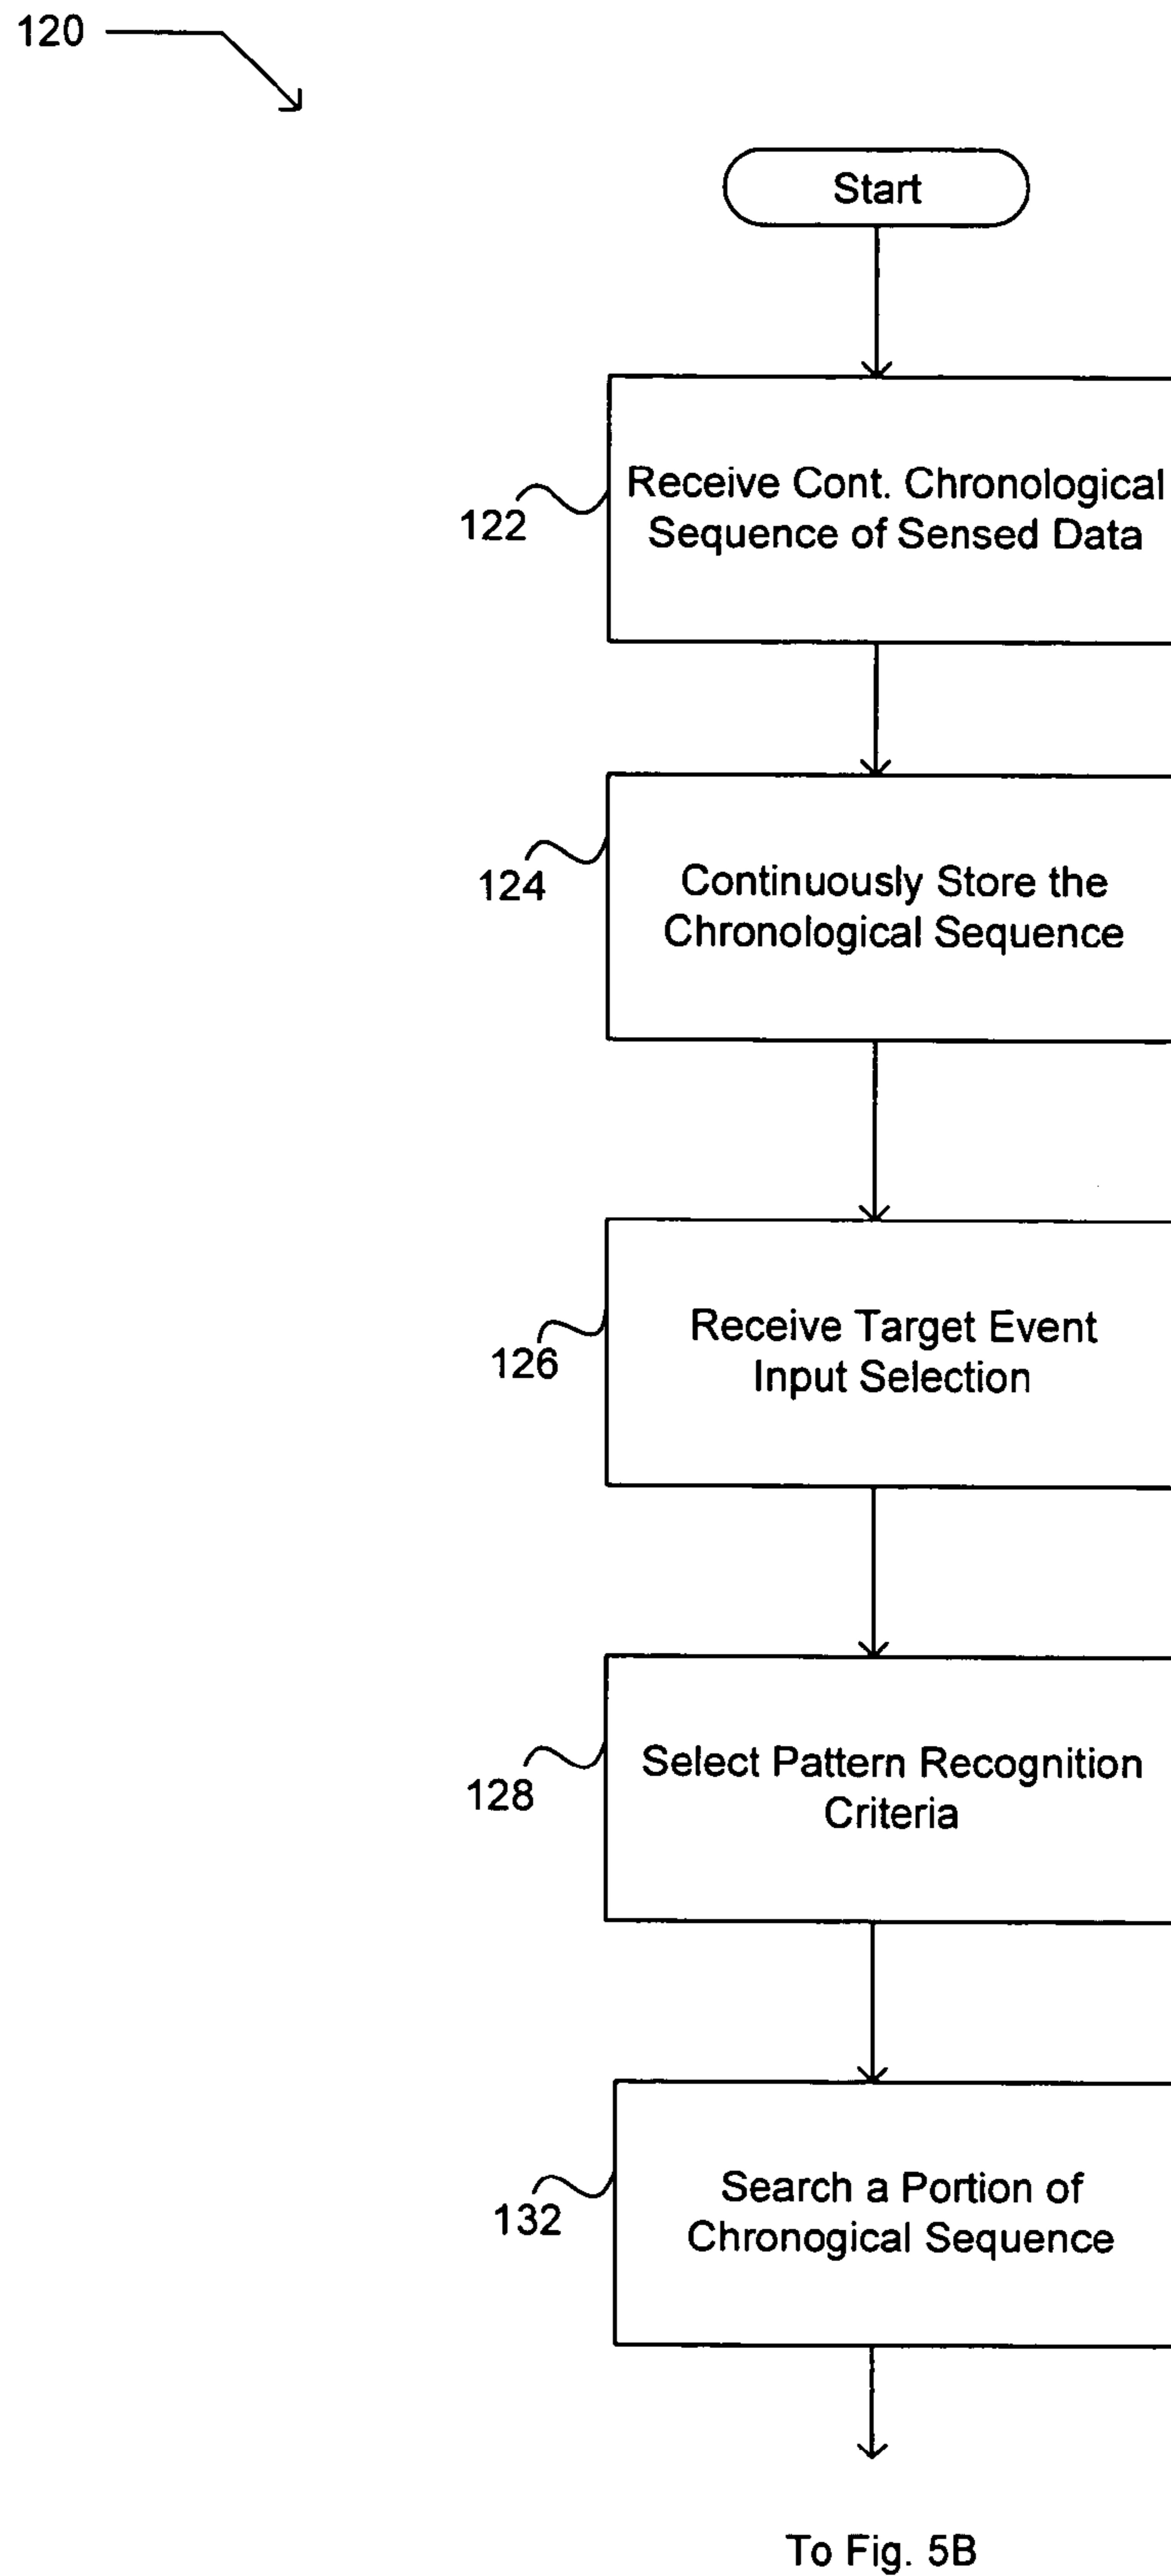 120
Start
Receive Cont. Chronological
Sequence of Sensed Data
122
Continuously Store the
Chronological Sequence
124
Receive Target Event
Input Selection
126
Select Pattern Recognition
Criteria
128
Search a Portion of
Chronogical Sequence
132
To Fig. 5B